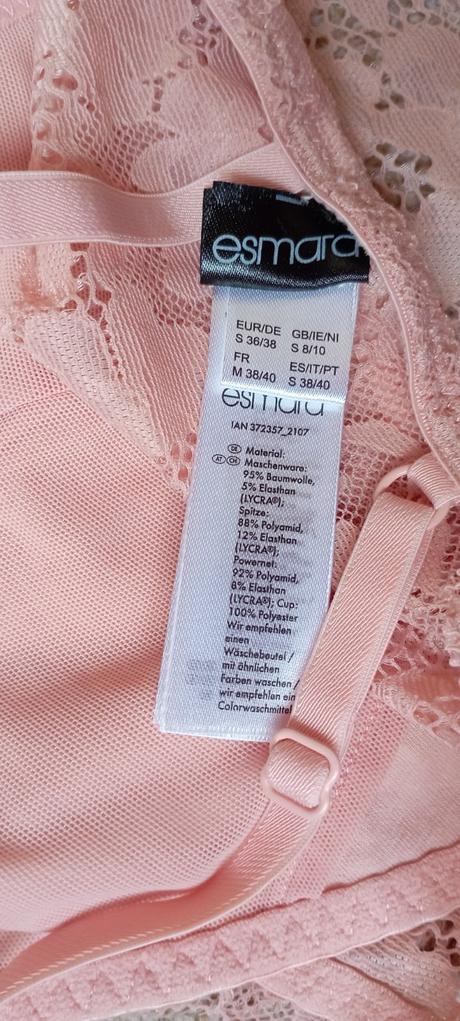 esmara
EUR/DE GB/IE/NI
S 36/38 S 8/10
FR ES/IT/PT
M 38/40 S 38/40
esmara
IAN 372357_2107
DE Material:
AT CH Maschenware:
95% Baumwolle,
5% Elasthan
(LYCRA®);
Spitze:
88% Polyamid,
12% Elasthan
(LYCRA®);
Powernet:
92% Polyamid,
8% Elasthan
(LYCRA®); Cup:
100% Polyester
Wir empfehlen
einen
Wäschebeutel /
mit ähnlichen
Farben waschen /
wir empfehlen ein
Colorwaschmittel